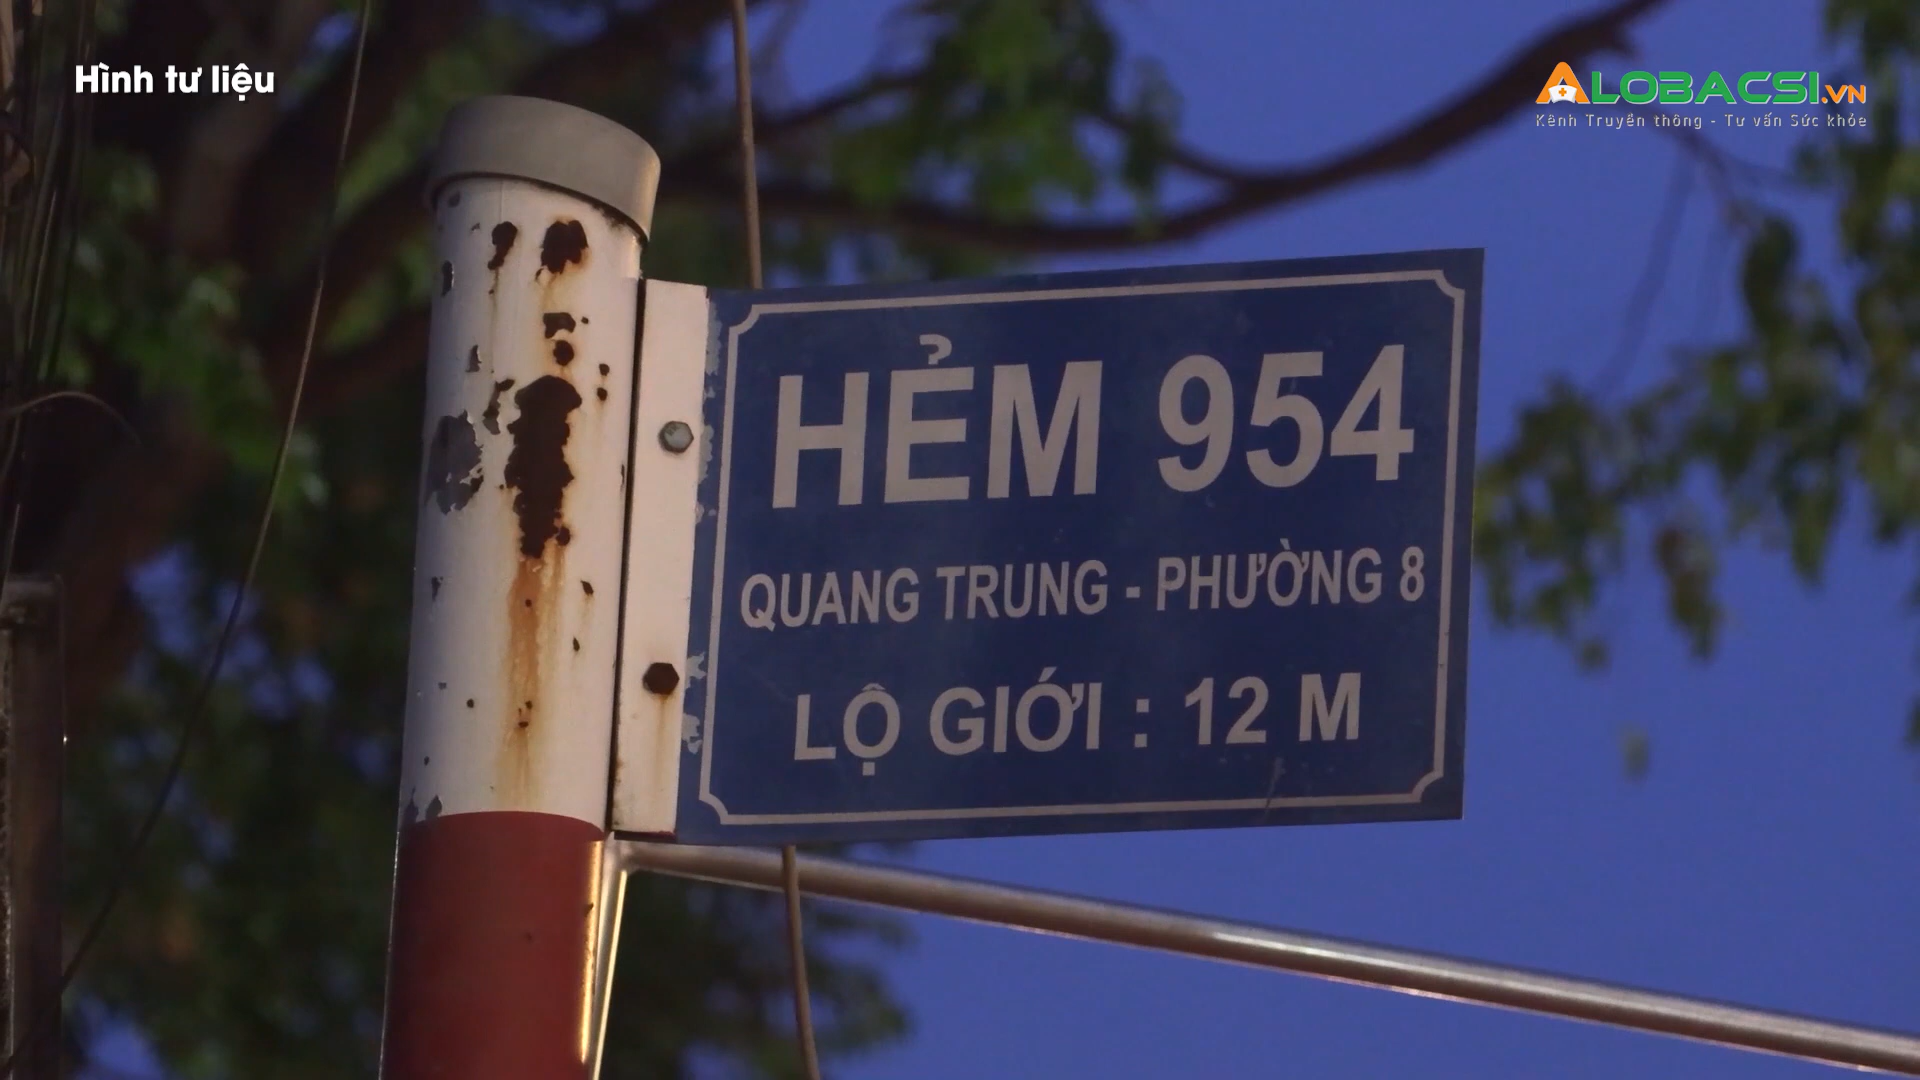 Hình tư liệu
ALOBACSI.VN
Kênh Truyền thông - Tư vấn Sức khỏe
HẺM 954
QUANG TRUNG - PHƯỜNG 8
LỘ GIỚI : 12 M